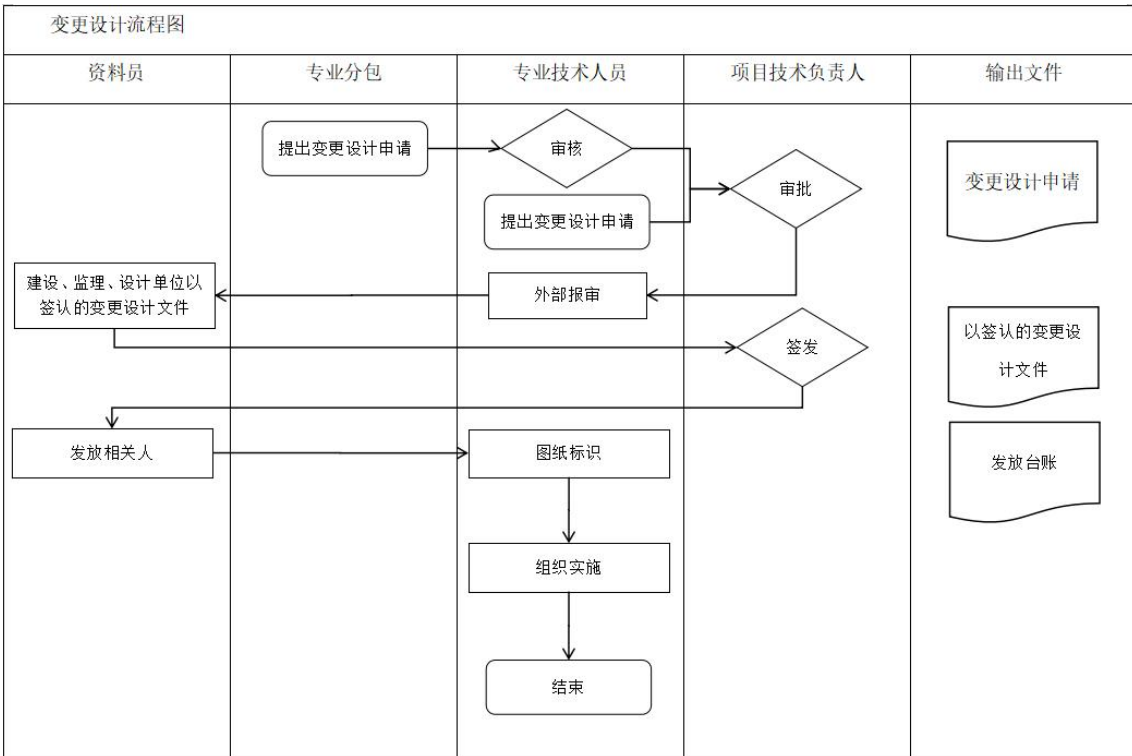 变更设计流程图
资料员
专业分包
专业技术人员
项目技术负责人
输出文件
提出变更设计申请
审核
审批
变更设计申请
提出变更设计申请
建设、监理、设计单位以
签认的变更设计文件
外部报审
签发
以签认的变更设
计文件
发放相关人
图纸标识
发放台账
组织实施
结束